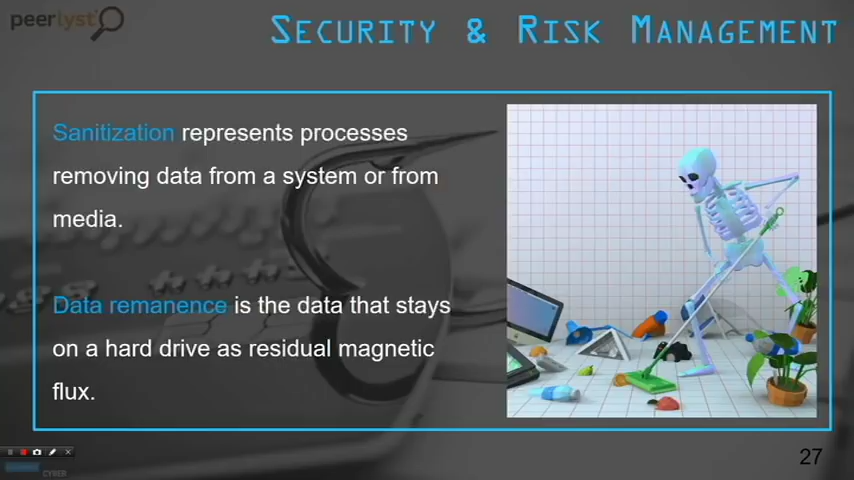 peerlyst
SECURITY & RISK MANAGEMENT
Sanitization represents processes
removing data from a system or from
media.
Data remanence is the data that stays
on a hard drive as residual magnetic
flux.
27
CYBER